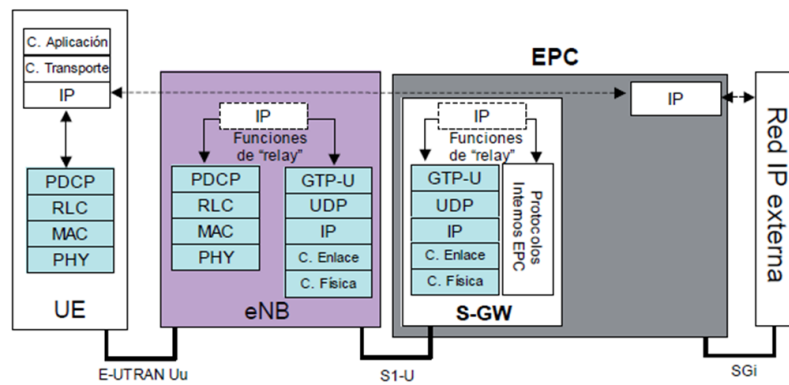 C. Aplicación
C. Transporte
IP
PDCP
RLC
MAC
PHY
UE
IP
Funciones
de “relay”
PDCP
RLC
MAC
PHY
GTP-U
UDP
IP
C. Enlace
C. Física
eNB
EPC
IP
Funciones
de “relay”
GTP-U
UDP
IP
C. Enlace
C. Física
Protocolos
Internos EPC
S-GW
IP
Red IP externa
E-UTRAN Uu
S1-U
SGi